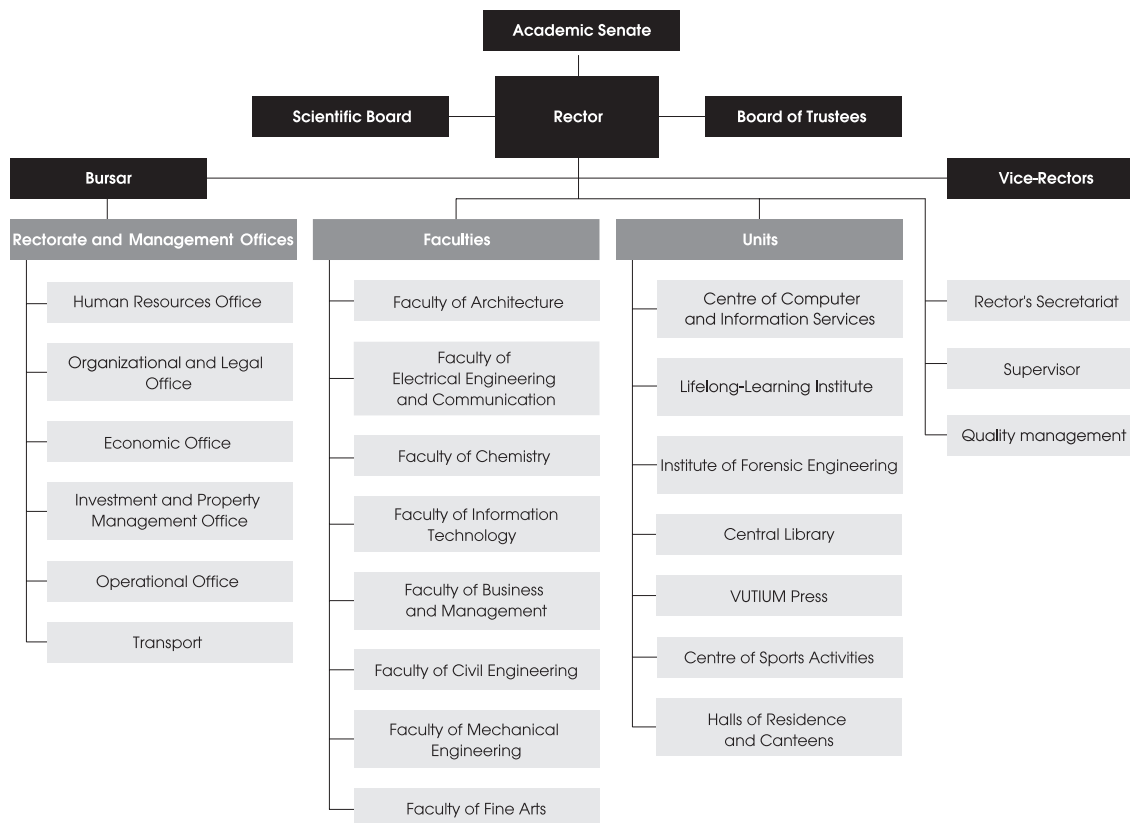 Academic Senate
Scientific Board
Rector
Board of Trustees
Bursar
Vice-Rectors
Rectorate and Management Offices
Human Resources Office
Organizational and Legal
Office
Economic Office
Investment and Property
Management Office
Operational Office
Transport
Faculties
Faculty of Architecture
Faculty of
Electrical Engineering
and Communication
Faculty of Chemistry
Faculty of Information
Technology
Faculty of Business
and Management
Faculty of Civil Engineering
Faculty of Mechanical
Engineering
Faculty of Fine Arts
Units
Centre of Computer
and Information Services
Lifelong-Learning Institute
Institute of Forensic Engineering
Central Library
VUTIUM Press
Centre of Sports Activities
Halls of Residence
and Canteens
Rector's Secretariat
Supervisor
Quality management